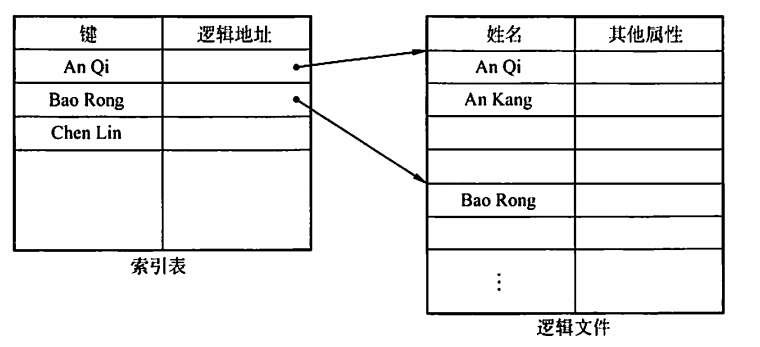 键 逻辑地址
An Qi
Bao Rong
Chen Lin
索引表
姓名 其他属性
An Qi
An Kang
Bao Rong
⋮
逻辑文件